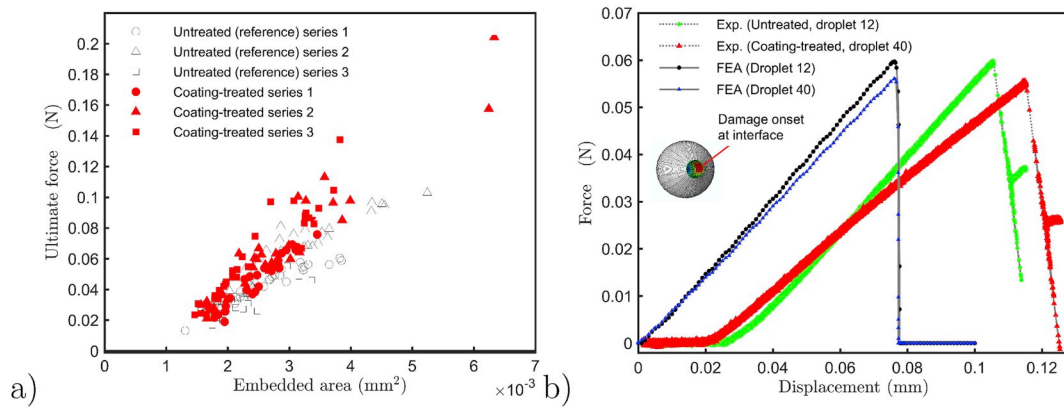 0.2
0.18
0.16
0.14
0.12
0.1
0.08
0.06
0.04
0.02
0
Ultimate force (N)
Untreated (reference) series 1
Untreated (reference) series 2
Untreated (reference) series 3
Coating-treated series 1
Coating-treated series 2
Coating-treated series 3
0 1 2 3 4 5 6 7
Embedded area (mm²)
×10⁻³
a)
0.07
0.06
0.05
0.04
0.03
0.02
0.01
0
Force (N)
Exp. (Untreated, droplet 12)
Exp. (Coating-treated, droplet 40)
FEA (Droplet 12)
FEA (Droplet 40)
Damage onset
at interface
0 0.02 0.04 0.06 0.08 0.1 0.12
Displacement (mm)
b)